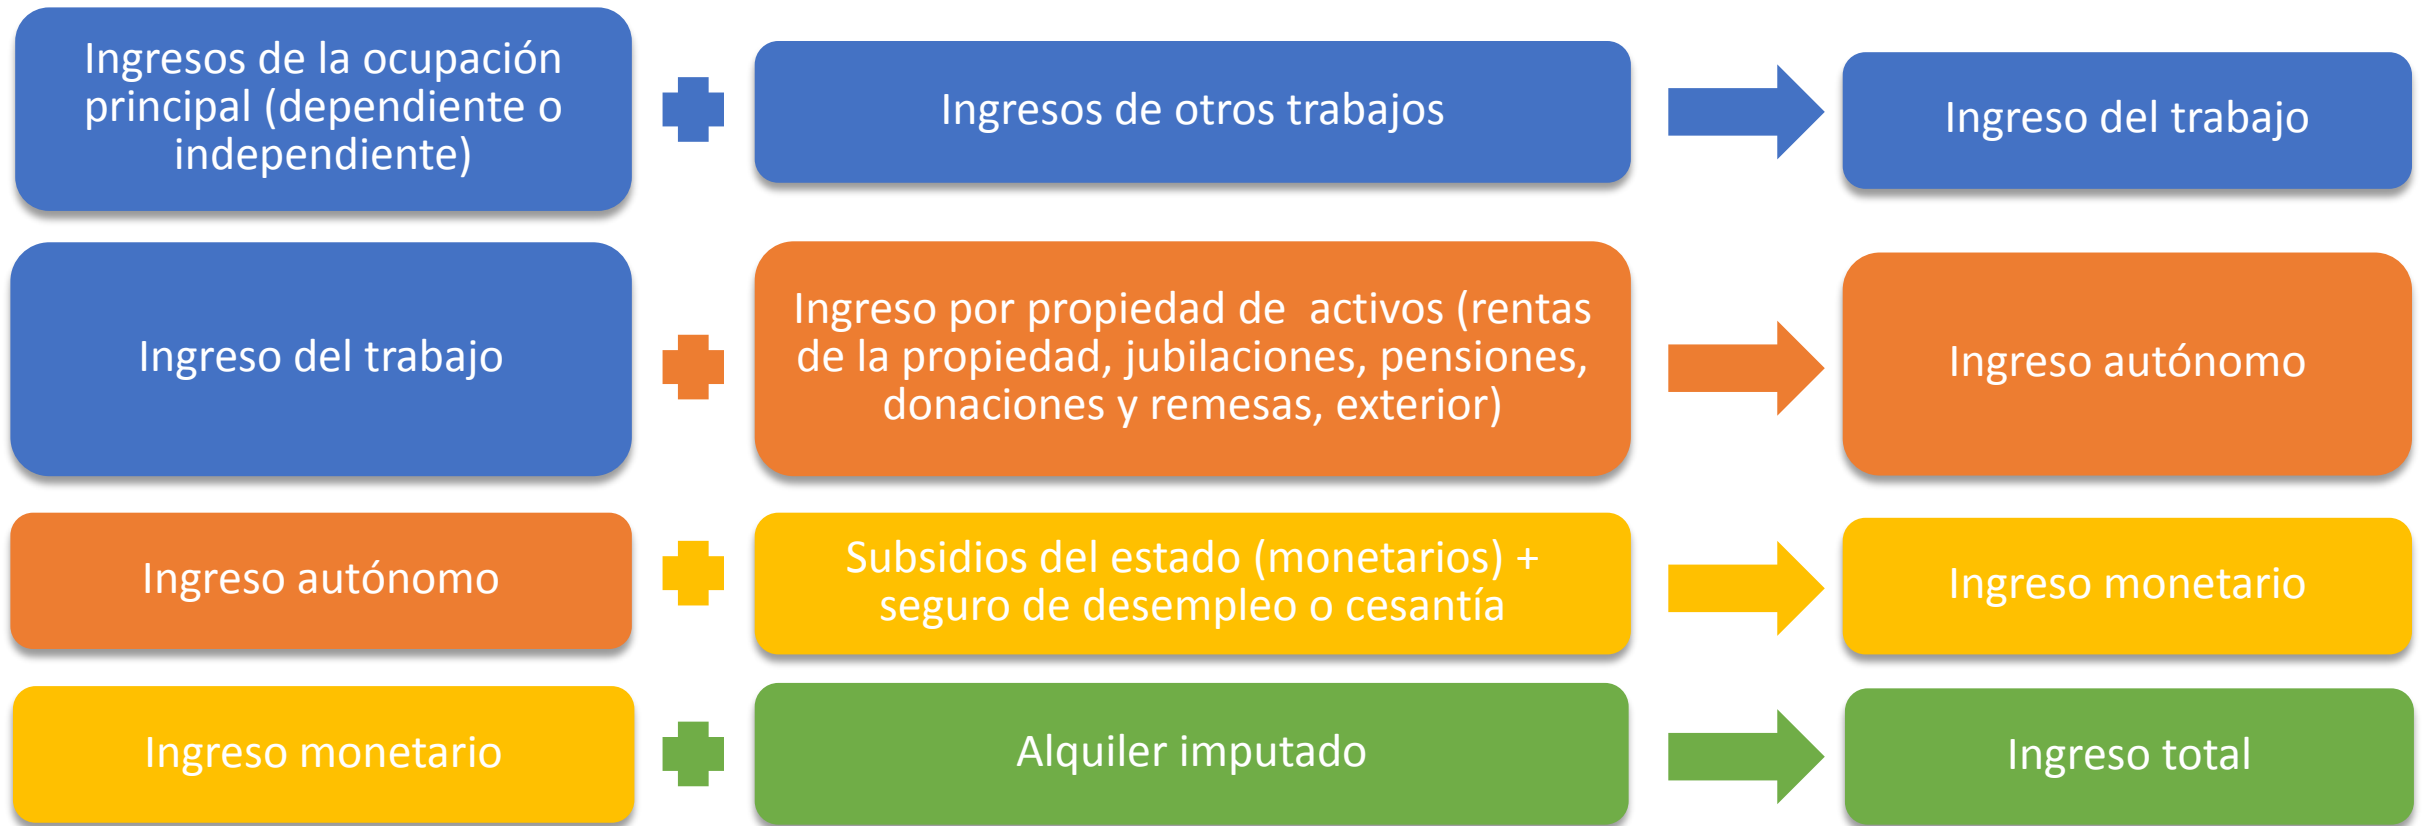 Ingresos de la ocupación
principal (dependiente o
independiente)
Ingresos de otros trabajos
Ingreso del trabajo
Ingreso del trabajo
Ingreso por propiedad de  activos (rentas
de la propiedad, jubilaciones, pensiones,
donaciones y remesas, exterior)
Ingreso autónomo
Ingreso autónomo
Subsidios del estado (monetarios) +
seguro de desempleo o cesantía
Ingreso monetario
Ingreso monetario
Alquiler imputado
Ingreso total